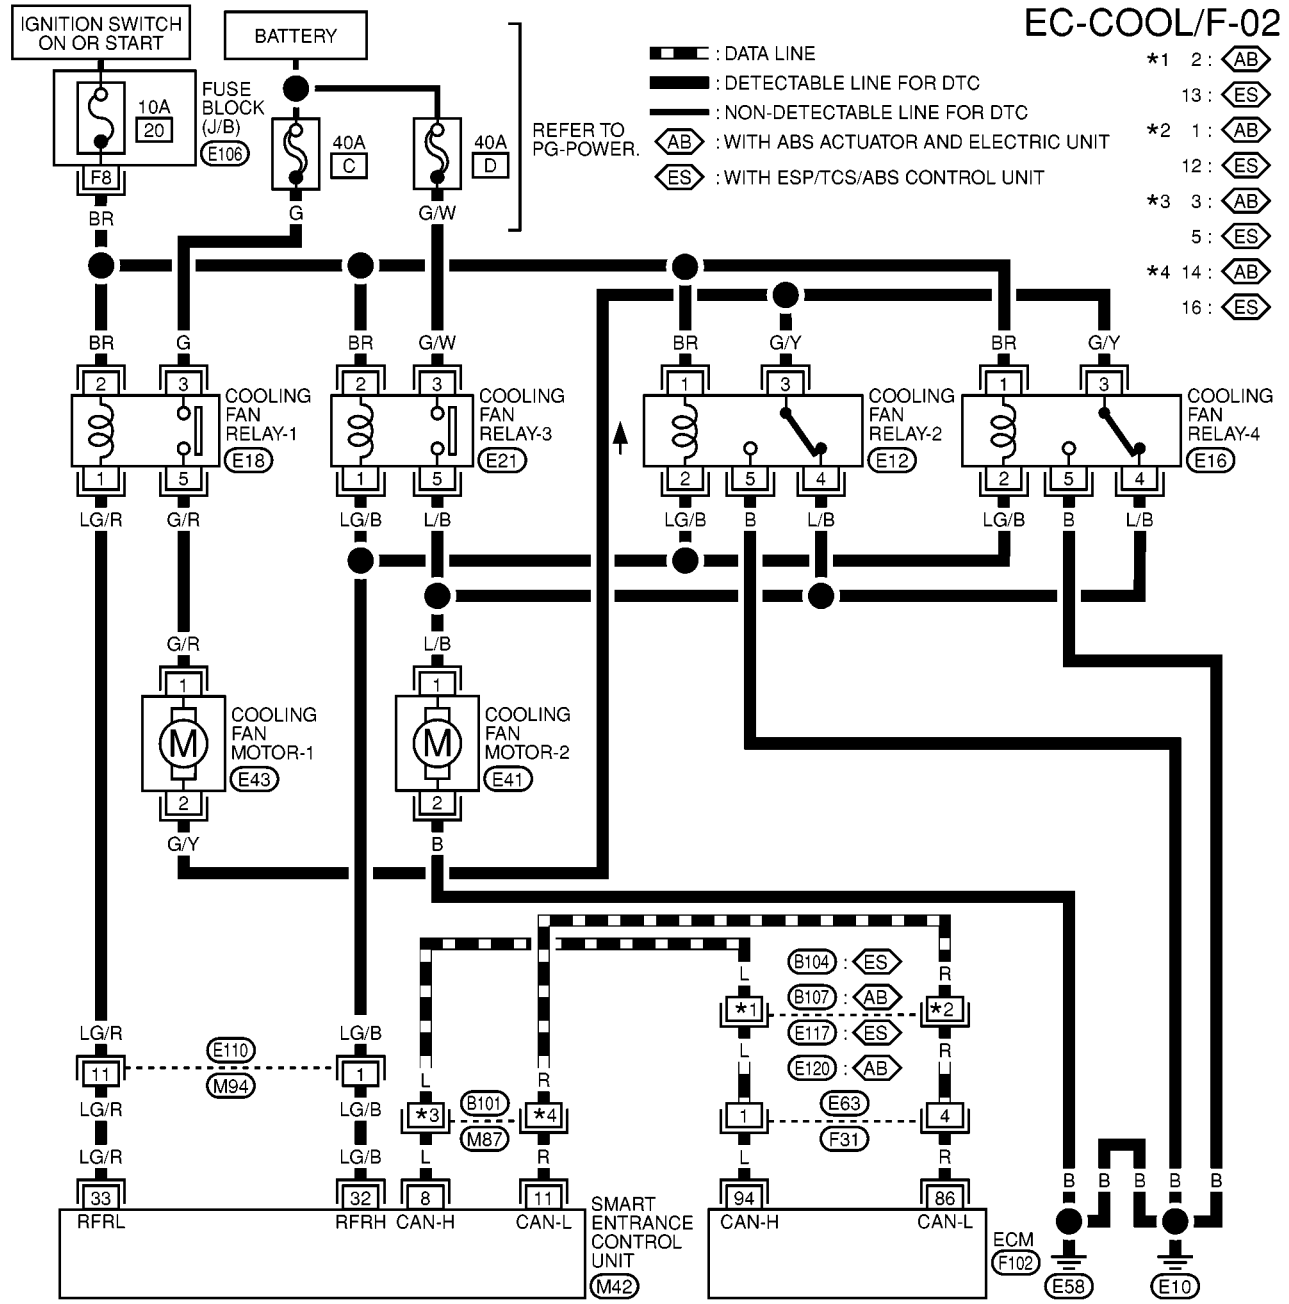 EC-COOL/F-02
IGNITION SWITCH
ON OR START
BATTERY
FUSE
BLOCK
(J/B)
E106
10A
20
F8
40A
C
40A
D
REFER TO
PG-POWER.
: DATA LINE
: DETECTABLE LINE FOR DTC
: NON-DETECTABLE LINE FOR DTC
AB : WITH ABS ACTUATOR AND ELECTRIC UNIT
ES : WITH ESP/TCS/ABS CONTROL UNIT
*1 2 : AB
13 : ES
*2 1 : AB
12 : ES
*3 3 : AB
5 : ES
*4 14 : AB
16 : ES
BR
G
G/W
BR
G
BR
G/W
BR
G/Y
BR
G/Y
2
3
2
3
1
3
1
3
COOLING
FAN
RELAY-1
E18
COOLING
FAN
RELAY-3
E21
COOLING
FAN
RELAY-2
E12
COOLING
FAN
RELAY-4
E16
1
5
1
5
2
5
4
2
5
4
LG/R
G/R
LG/B
L/B
LG/B
B
L/B
LG/B
B
L/B
G/R
L/B
1
1
M
M
COOLING
FAN
MOTOR-1
E43
COOLING
FAN
MOTOR-2
E41
2
2
G/Y
B
L
B104 : ES
R
*1
B107 : AB
*2
E117 : ES
L
E120 : AB
R
LG/R
LG/B
11
E110
M94
1
L
R
*3
B101
M87
*4
1
E63
F31
4
LG/R
LG/B
LG/R
LG/B
L
R
L
R
B
B
B
B
B
33
32
8
11
94
86
RFRL
RFRH
CAN-H
CAN-L
CAN-H
CAN-L
SMART
ENTRANCE
CONTROL
UNIT
M42
ECM
F102
E58
E10